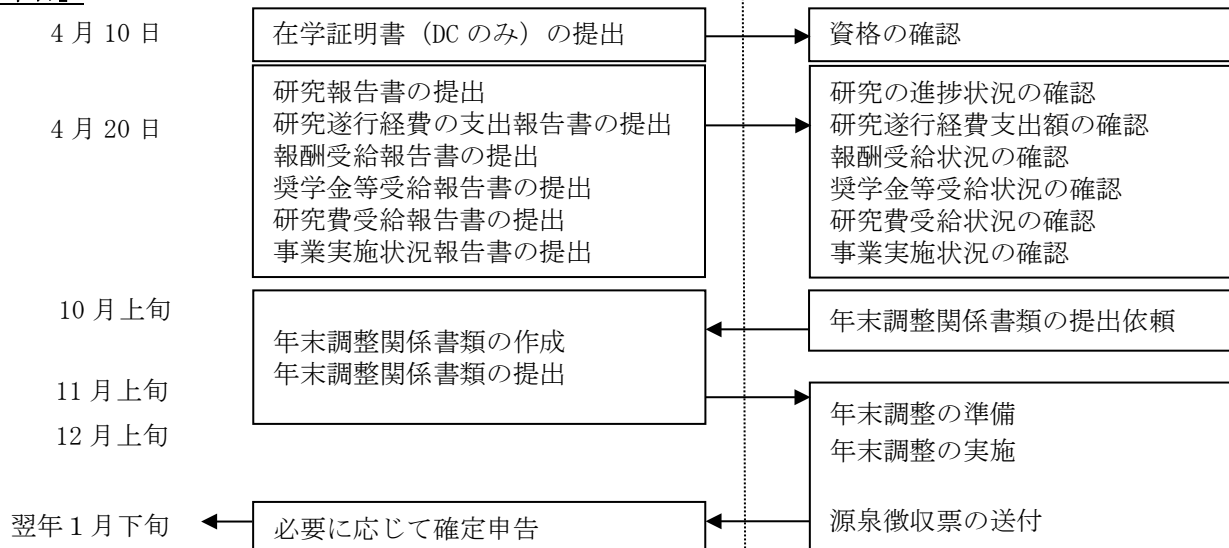 4月10日
在学証明書(DCのみ)の提出
資格の確認
4月20日
研究報告書の提出
研究遂行経費の支出報告書の提出
報酬受給報告書の提出
奨学金等受給報告書の提出
研究費受給報告書の提出
事業実施状況報告書の提出
研究の進捗状況の確認
研究遂行経費支出額の確認
報酬受給状況の確認
奨学金等受給状況の確認
研究費受給状況の確認
事業実施状況の確認
10月上旬
年末調整関係書類の提出依頼
年末調整関係書類の作成
年末調整関係書類の提出
11月上旬
年末調整の準備
12月上旬
年末調整の実施
翌年1月下旬
必要に応じて確定申告
源泉徴収票の送付